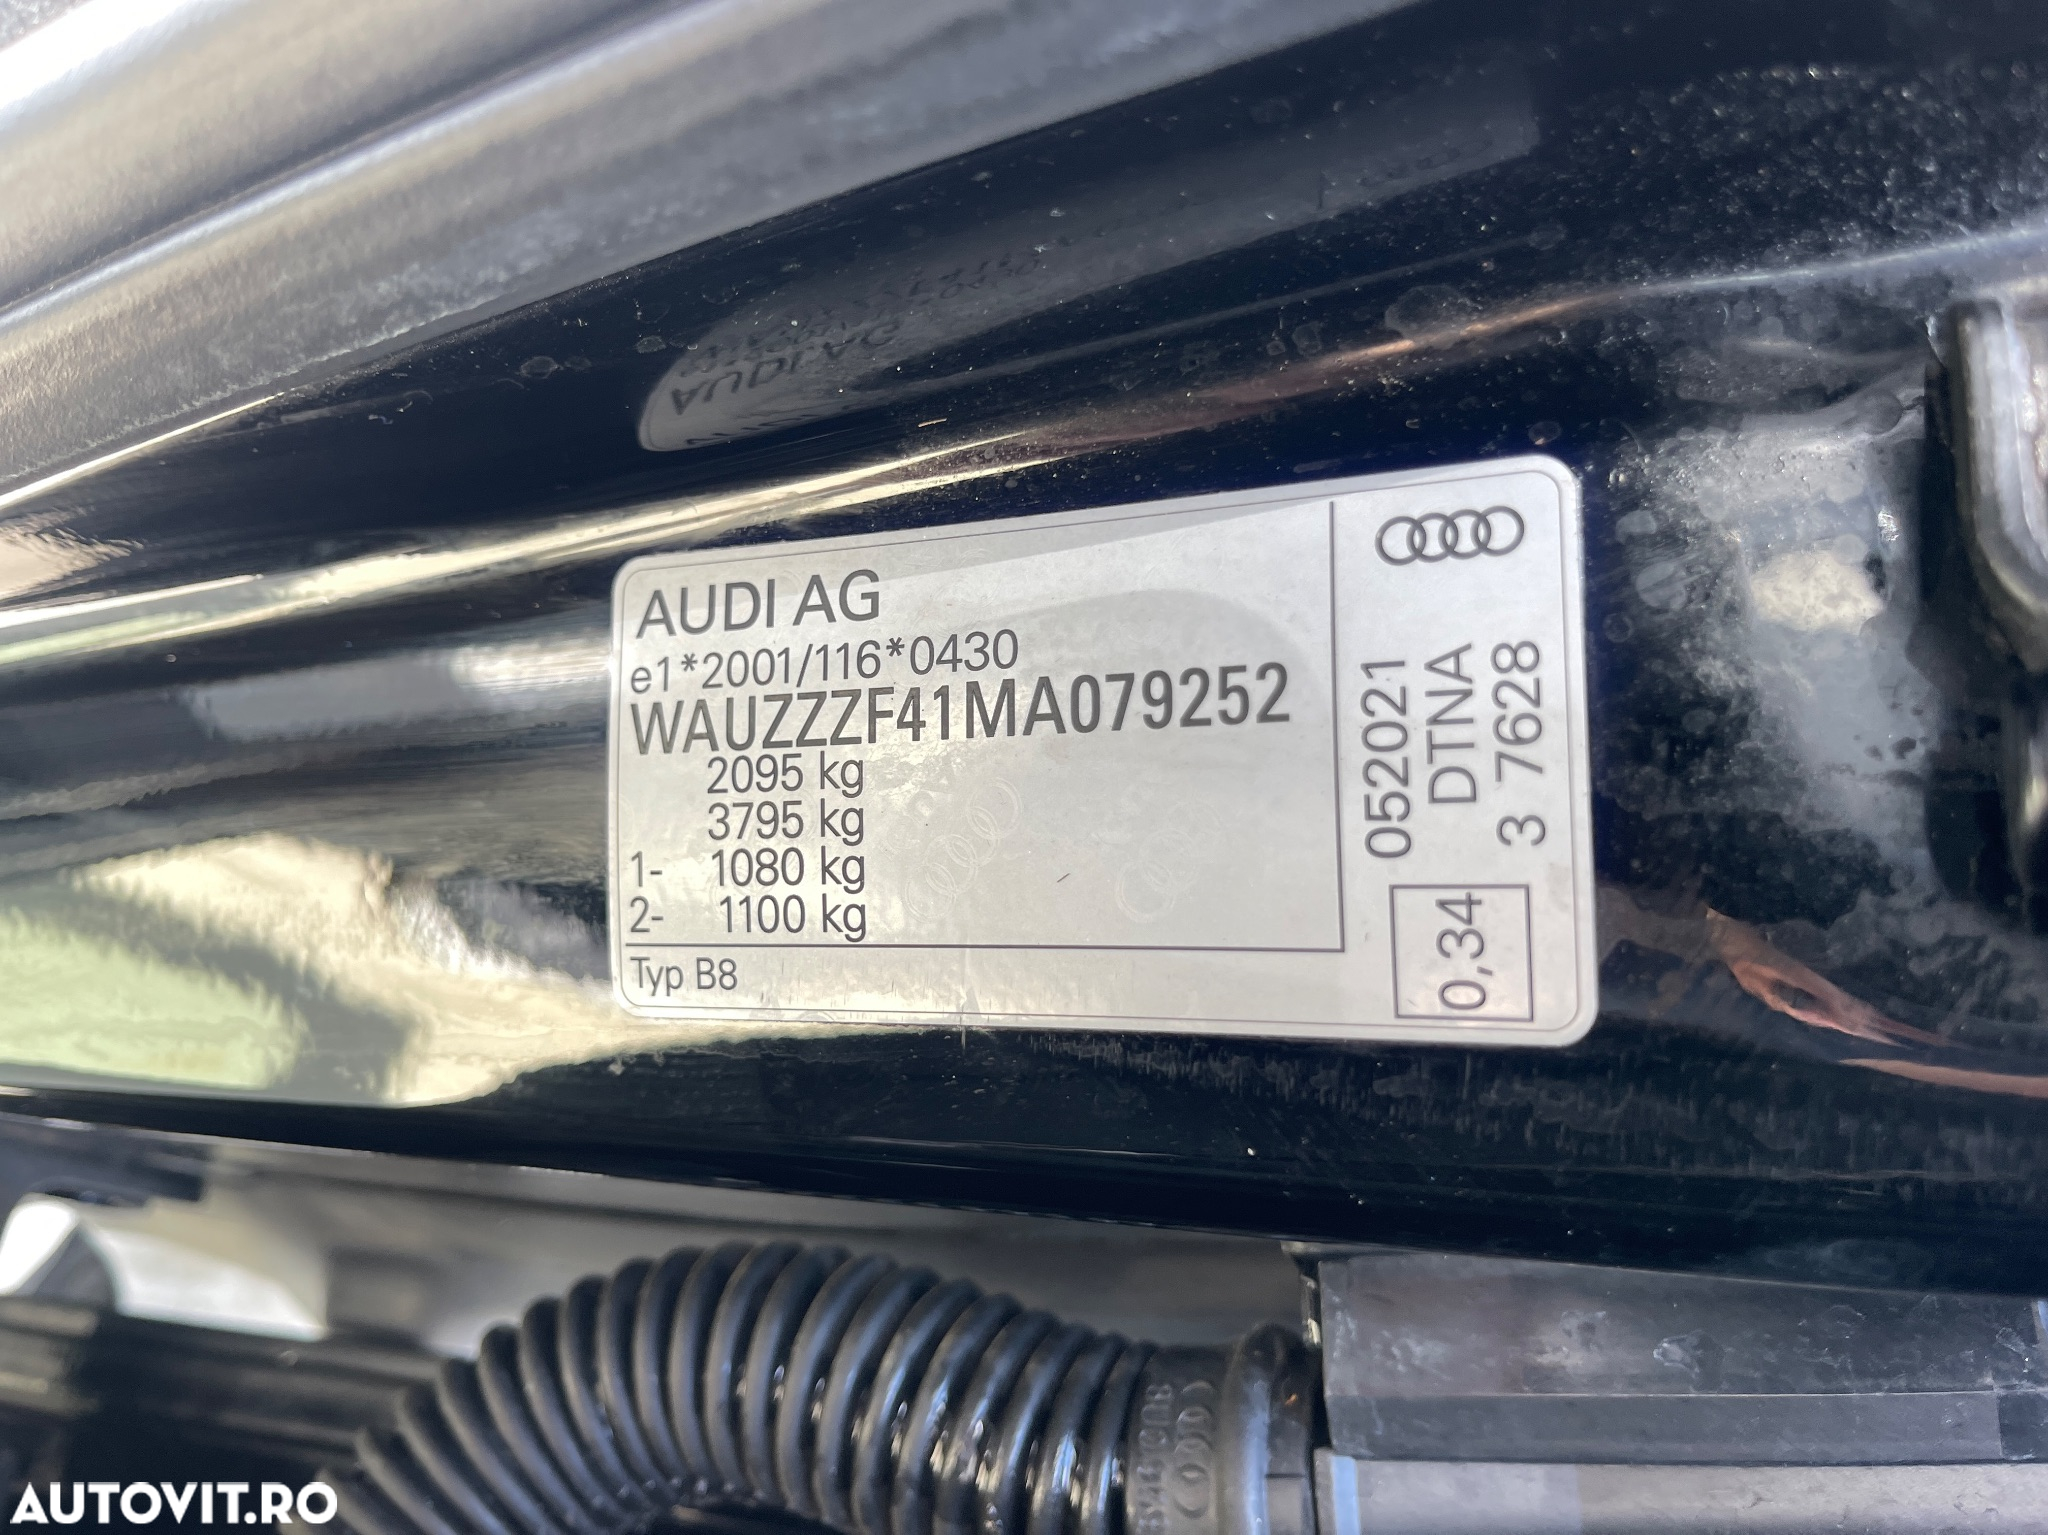 AUDI AG
e1*2001/116*0430
WAUZZZF41MA079252
2095 kg
3795 kg
1- 1080 kg
2- 1100 kg
Typ B8
052021
DTNA
3 7628
0,34
AUTOVIT.RO